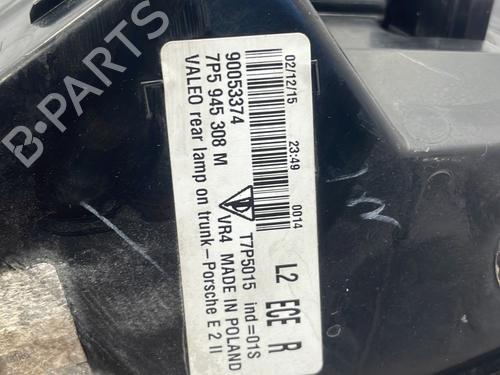 02/12/15 23:49 0014 L2 ECE R
90053374 T7P5015 ind=01S
7P5 945 308 M VR4 MADE IN POLAND
VALEO rear lamp on trunk-Porsche E 2 II
B-PARTS